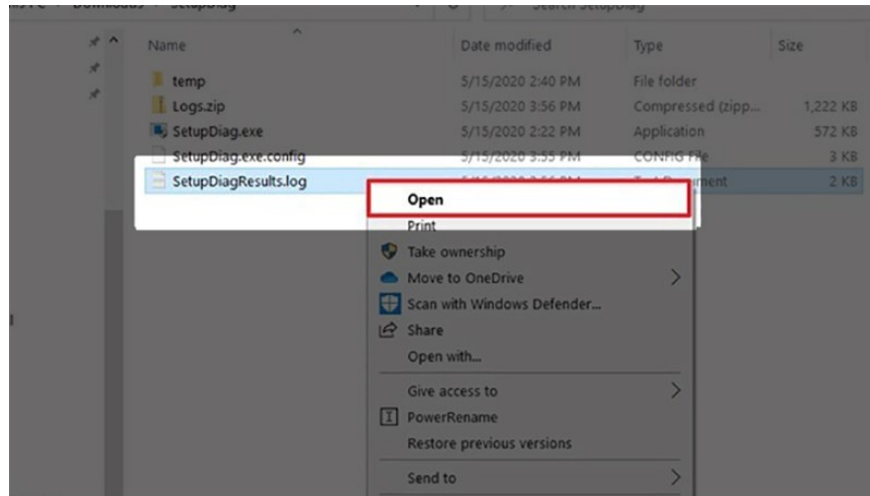 Downloads > SetupDiag Search SetupDiag
Name Date modified Type Size
temp 5/15/2020 2:40 PM File folder
Logs.zip 5/15/2020 3:56 PM Compressed (zipp... 1,222 KB
SetupDiag.exe 5/15/2020 2:22 PM Application 572 KB
SetupDiag.exe.config 5/15/2020 3:55 PM CONFIG File 3 KB
SetupDiagResults.log 2 KB
Open
Print
Take ownership
Move to OneDrive
Scan with Windows Defender...
Share
Open with...
Give access to
PowerRename
Restore previous versions
Send to